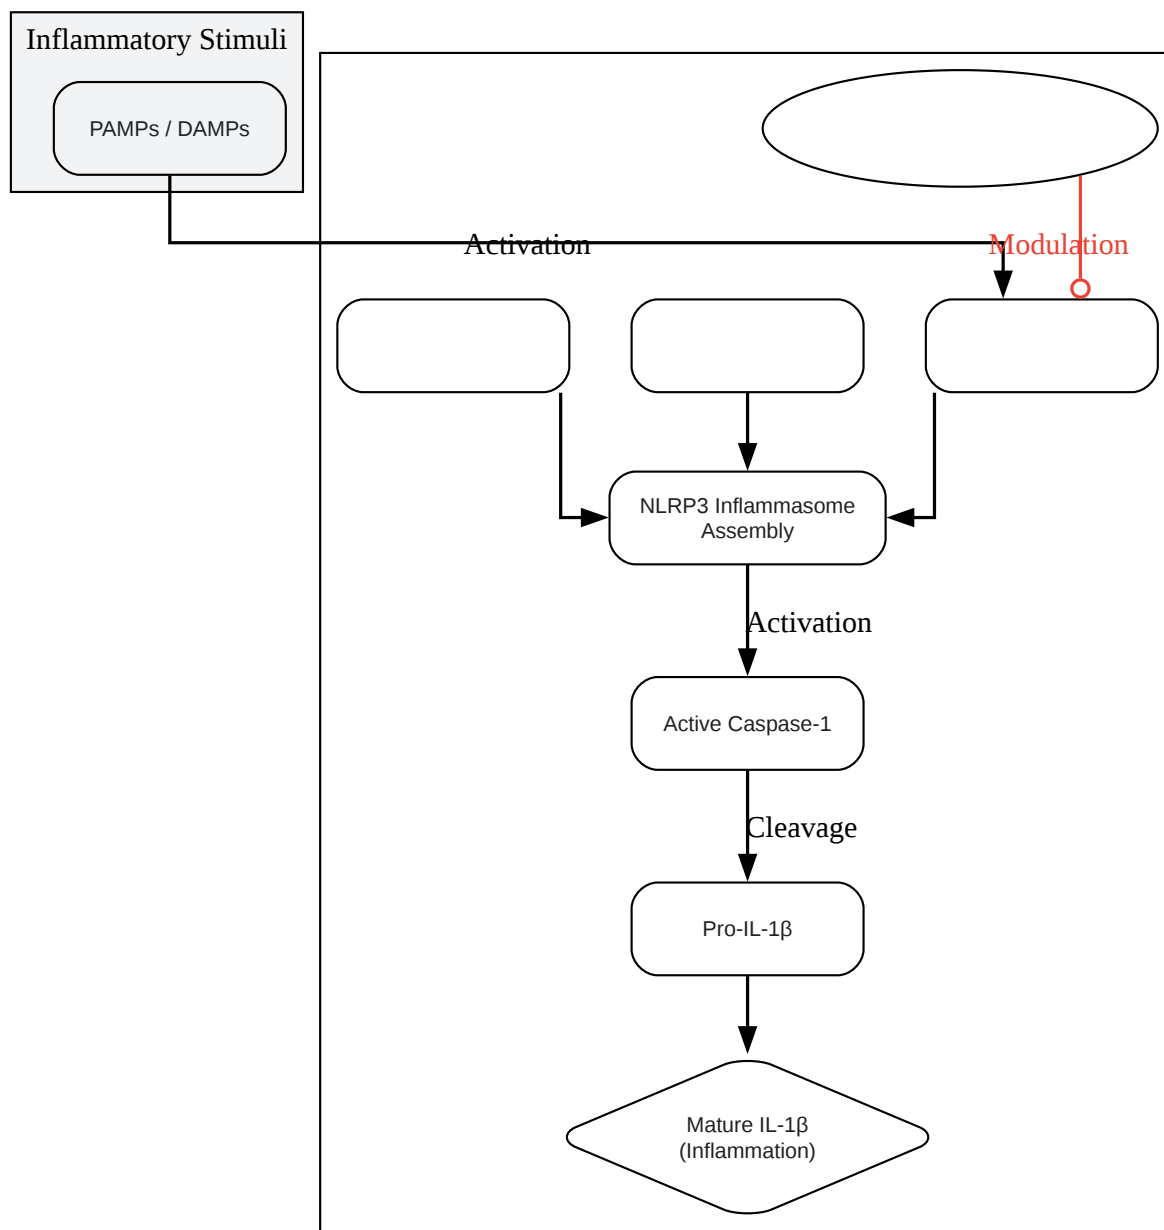 Inflammatory Stimuli
PAMPs / DAMPs
Activation
Modulation
NLRP3 Inflammasome
Assembly
Activation
Active Caspase-1
Cleavage
Pro-IL-1β
Mature IL-1β
(Inflammation)